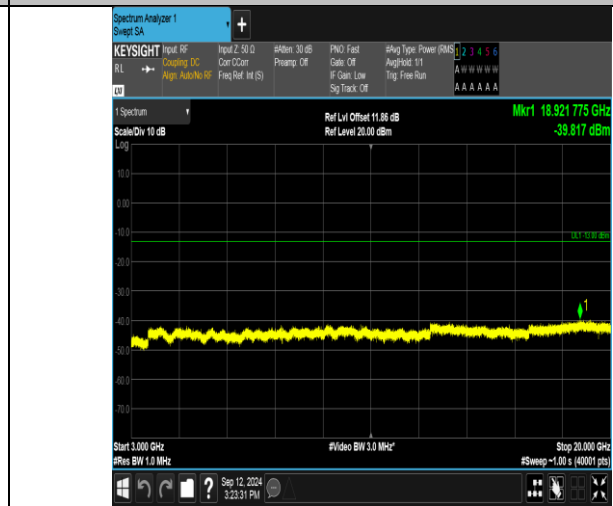 Spectrum Analyzer 1
Swept SA
+
KEYSIGHT
RL
Input: RF
Coupling: DC
Align: Auto/No RF
Input Z: 50 Ω
Corr CCorr
Freq Ref: Int (S)
#Atten: 30 dB
Preamp: Off
PNO: Fast
Gate: Off
IF Gain: Low
Sig Track: Off
#Avg Type: Power (RMS
Avg|Hold: 1/1
Trig: Free Run
1 2 3 4 5 6
A W W W W W
A A A A A A
1 Spectrum
Scale/Div 10 dB
Log
Ref Lvl Offset 11.86 dB
Ref Level 20.00 dBm
Mkr1 18.921 775 GHz
-39.817 dBm
10.0
0.00
-10.0
DL1 -13.00 dBm
-20.0
-30.0
1
-40.0
-50.0
-60.0
-70.0
Start 3.000 GHz
#Res BW 1.0 MHz
#Video BW 3.0 MHz*
Stop 20.000 GHz
#Sweep ~1.00 s (40001 pts)
?
Sep 12, 2024
3:23:31 PM